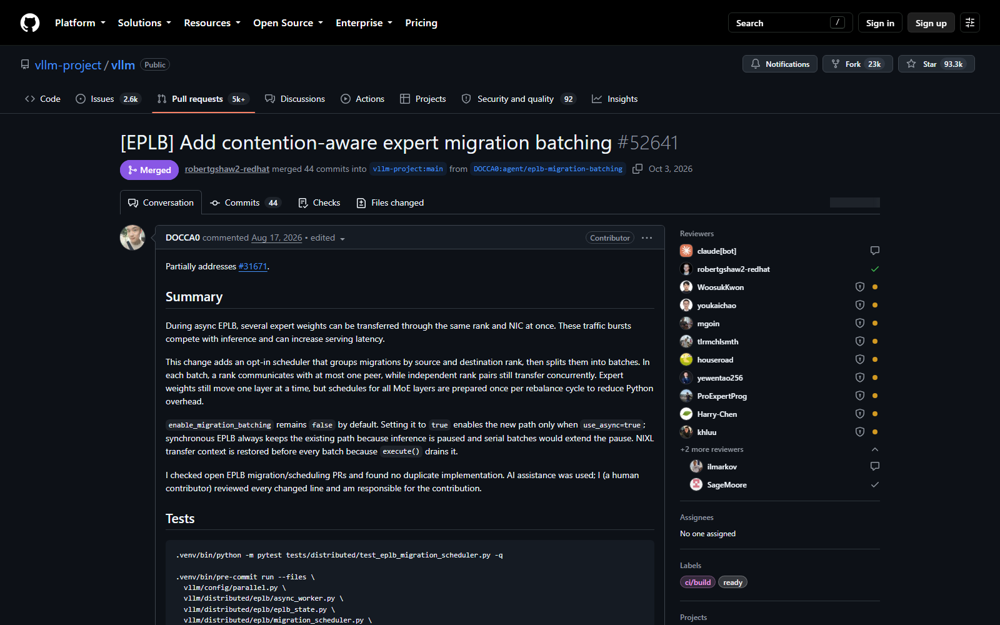 Platform Solutions Resources Open Source Enterprise Pricing Search / Sign in Sign up
vllm-project / vllm Public Notifications Fork 23k Star 93.3k
Code Issues 2.6k Pull requests 5k+ Discussions Actions Projects Security and quality 92 Insights
[EPLB] Add contention-aware expert migration batching #52641
Merged robertgshaw2-redhat merged 44 commits into vllm-project:main from DOCCA0:agent/eplb-migration-batching Oct 3, 2026
Conversation Commits 44 Checks Files changed
DOCCA0 commented Aug 17, 2026 • edited Contributor
Partially addresses #31671.
Summary
During async EPLB, several expert weights can be transferred through the same rank and NIC at once. These traffic bursts
compete with inference and can increase serving latency.
This change adds an opt-in scheduler that groups migrations by source and destination rank, then splits them into batches. In
each batch, a rank communicates with at most one peer, while independent rank pairs still transfer concurrently. Expert
weights still move one layer at a time, but schedules for all MoE layers are prepared once per rebalance cycle to reduce Python
overhead.
enable_migration_batching remains false by default. Setting it to true enables the new path only when use_async=true;
synchronous EPLB always keeps the existing path because inference is paused and serial batches would extend the pause. NIXL
transfer context is restored before every batch because execute() drains it.
I checked open EPLB migration/scheduling PRs and found no duplicate implementation. AI assistance was used; I (a human
contributor) reviewed every changed line and am responsible for the contribution.
Tests
.venv/bin/python -m pytest tests/distributed/test_eplb_migration_scheduler.py -q
.venv/bin/pre-commit run --files \
vllm/config/parallel.py \
vllm/distributed/eplb/async_worker.py \
vllm/distributed/eplb/eplb_state.py \
vllm/distributed/eplb/migration_scheduler.py \
Reviewers
claude[bot]
robertgshaw2-redhat
WoosukKwon
youkaichao
mgoin
tlrmchlsmth
houseroad
yewentao256
ProExpertProg
Harry-Chen
khluu
+2 more reviewers
ilmarkov
SageMoore
Assignees
No one assigned
Labels
ci/build ready
Projects